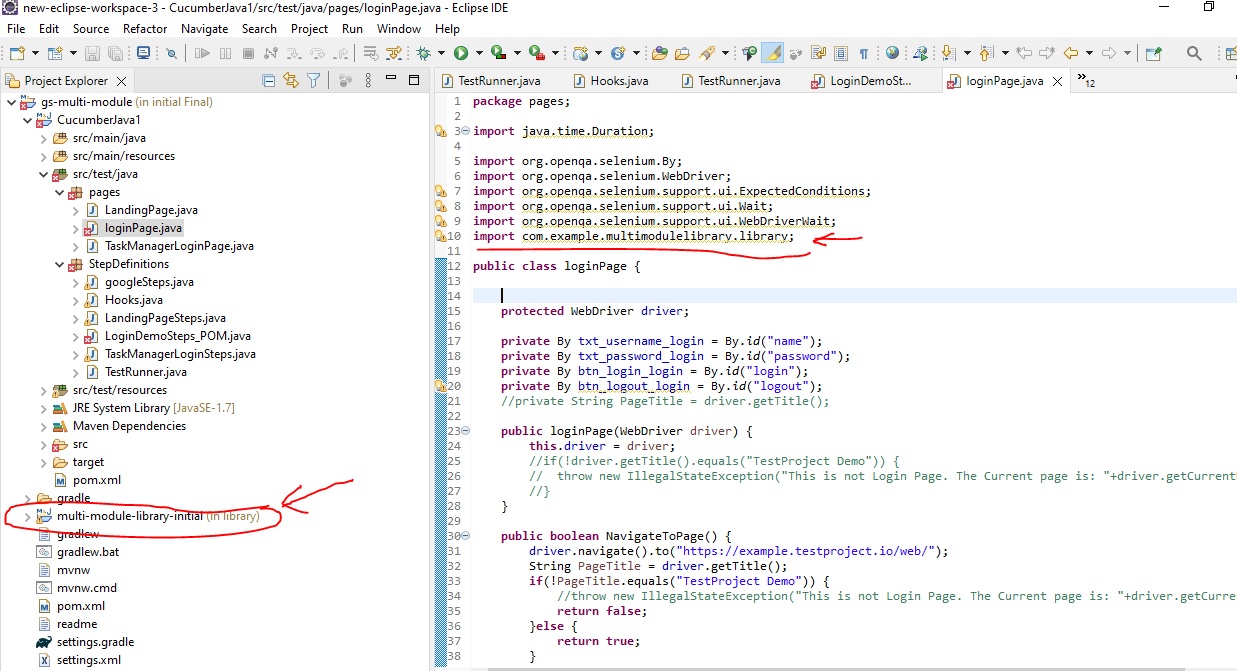 new-eclipse-workspace-3 - CucumberJava1/src/test/java/pages/loginPage.java - Eclipse IDE
File Edit Source Refactor Navigate Search Project Run Window Help
Project Explorer
gs-multi-module (in initial Final)
CucumberJava1
src/main/java
src/main/resources
src/test/java
pages
LandingPage.java
loginPage.java
TaskManagerLoginPage.java
StepDefinitions
googleSteps.java
Hooks.java
LandingPageSteps.java
LoginDemoSteps_POM.java
TaskManagerLoginSteps.java
TestRunner.java
src/test/resources
JRE System Library [JavaSE-1.7]
Maven Dependencies
src
target
pom.xml
gradle
multi-module-library-initial (in library)
gradlew
gradlew.bat
mvnw
mvnw.cmd
pom.xml
readme
settings.gradle
settings.xml
TestRunner.java Hooks.java TestRunner.java LoginDemoSt... loginPage.java »12
1 package pages;
2
3 import java.time.Duration;
4
5 import org.openqa.selenium.By;
6 import org.openqa.selenium.WebDriver;
7 import org.openqa.selenium.support.ui.ExpectedConditions;
8 import org.openqa.selenium.support.ui.Wait;
9 import org.openqa.selenium.support.ui.WebDriverWait;
10 import com.example.multimodulelibrary.library;
11
12 public class loginPage {
13
14
15 protected WebDriver driver;
16
17 private By txt_username_login = By.id("name");
18 private By txt_password_login = By.id("password");
19 private By btn_login_login = By.id("login");
20 private By btn_logout_login = By.id("logout");
21 //private String PageTitle = driver.getTitle();
22
23 public loginPage(WebDriver driver) {
24 this.driver = driver;
25 //if(!driver.getTitle().equals("TestProject Demo")) {
26 // throw new IllegalStateException("This is not Login Page. The Current page is: "+driver.getCurrent
27 //}
28 }
29
30 public boolean NavigateToPage() {
31 driver.navigate().to("https://example.testproject.io/web/");
32 String PageTitle = driver.getTitle();
33 if(!PageTitle.equals("TestProject Demo")) {
34 //throw new IllegalStateException("This is not Login Page. The Current page is: "+driver.getCurre
35 return false;
36 }else {
37 return true;
38 }